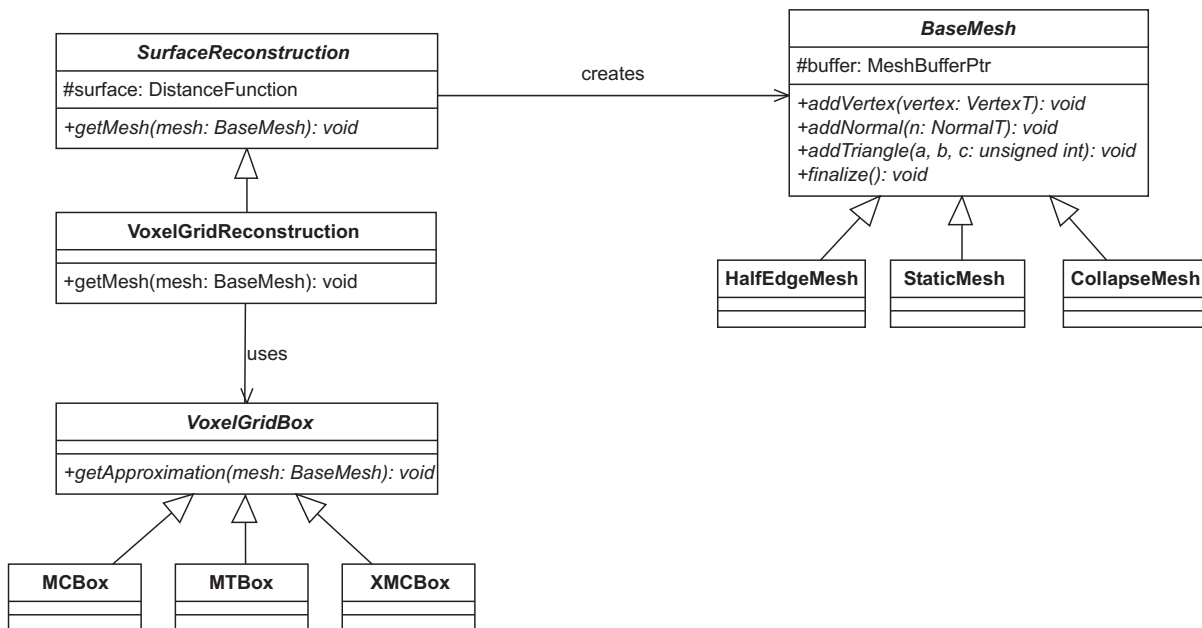 SurfaceReconstruction
#surface: DistanceFunction
+getMesh(mesh: BaseMesh): void
creates
BaseMesh
#buffer: MeshBufferPtr
+addVertex(vertex: VertexT): void
+addNormal(n: NormalT): void
+addTriangle(a, b, c: unsigned int): void
+finalize(): void
VoxelGridReconstruction
+getMesh(mesh: BaseMesh): void
HalfEdgeMesh
StaticMesh
CollapseMesh
uses
VoxelGridBox
+getApproximation(mesh: BaseMesh): void
MCBox
MTBox
XMCBox